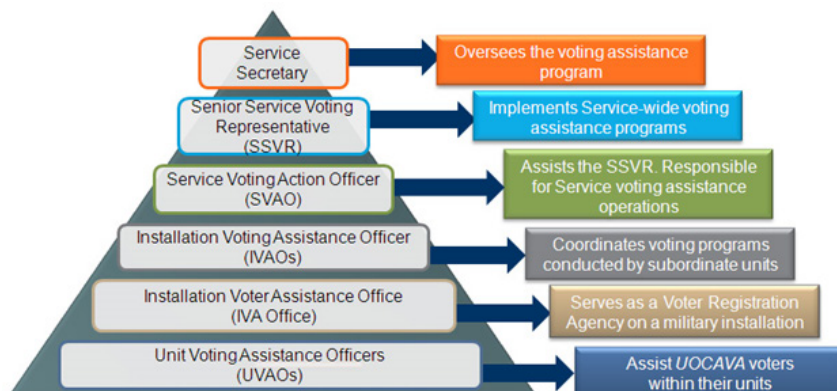 Service
Secretary
Oversees the voting assistance
program
Senior Service Voting
Representative
(SSVR)
Implements Service-wide voting
assistance programs
Service Voting Action Officer
(SVAO)
Assists the SSVR. Responsible
for Service voting assistance
operations
Installation Voting Assistance Officer
(IVAOs)
Coordinates voting programs
conducted by subordinate units
Installation Voter Assistance Office
(IVA Office)
Serves as a Voter Registration
Agency on a military installation
Unit Voting Assistance Officers
(UVAOs)
Assist UOCAVA voters
within their units